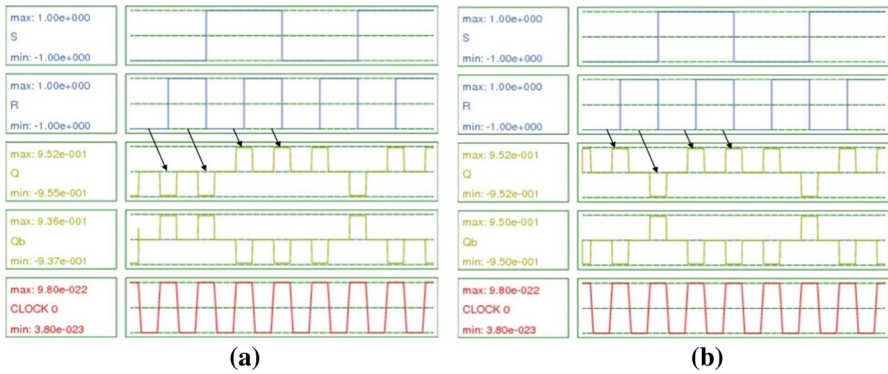 max: 1.00e+000
S
min: -1.00e+000
max: 1.00e+000
R
min: -1.00e+000
max: 9.52e-001
Q
min: -9.55e-001
max: 9.36e-001
Qb
min: -9.37e-001
max: 9.80e-022
CLOCK 0
min: 3.80e-023
(a)
max: 1.00e+000
S
min: -1.00e+000
max: 1.00e+000
R
min: -1.00e+000
max: 9.52e-001
Q
min: -9.52e-001
max: 9.50e-001
Qb
min: -9.50e-001
max: 9.80e-022
CLOCK 0
min: 3.80e-023
(b)